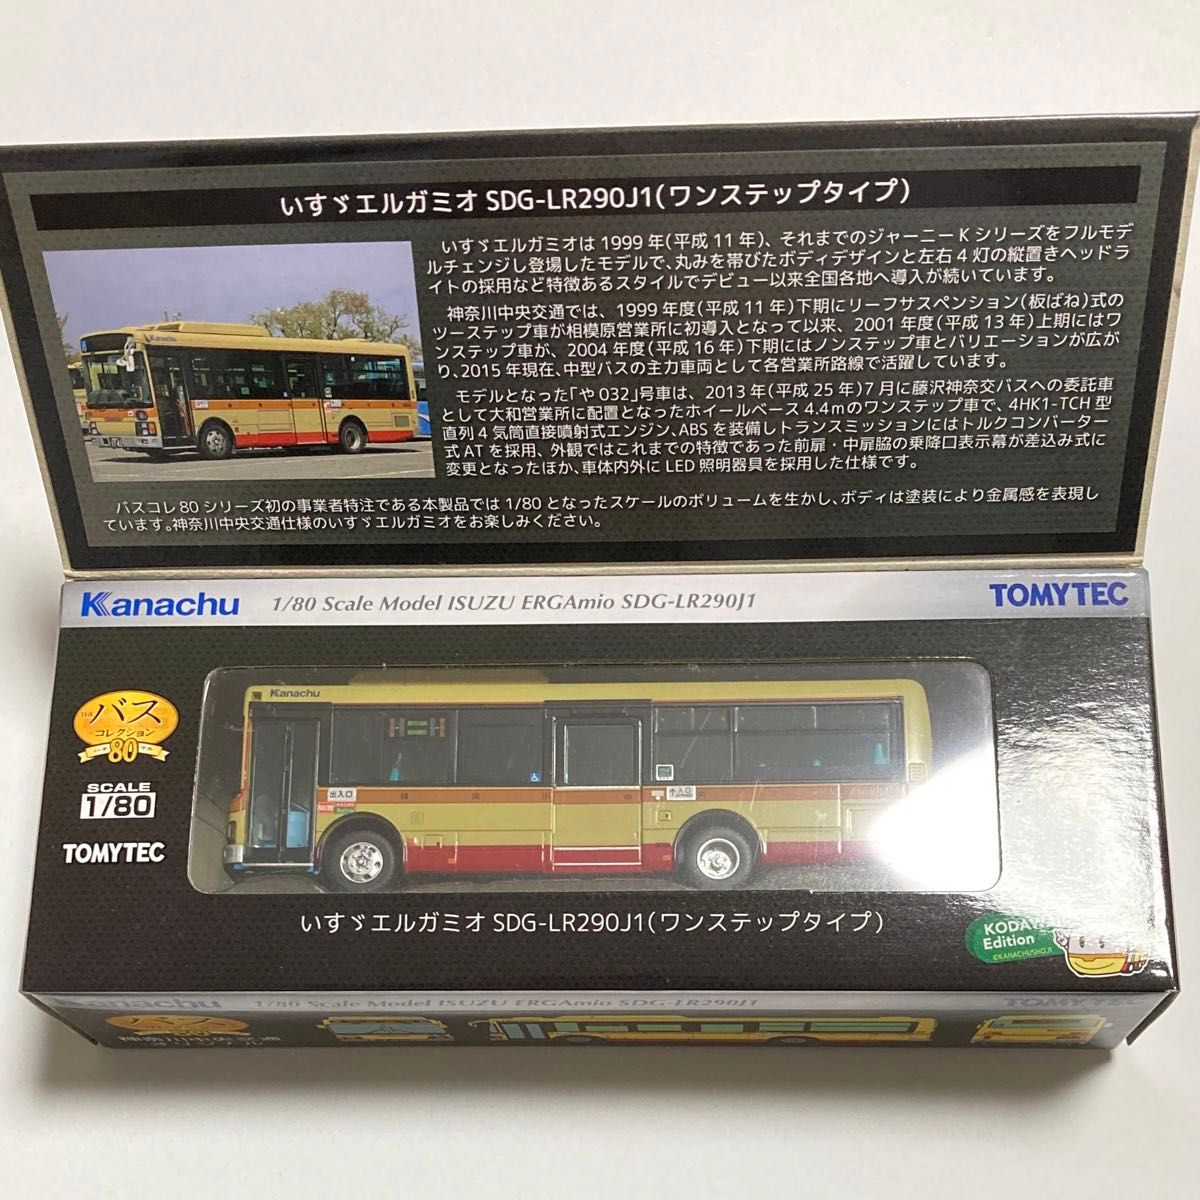 いすゞエルガミオ SDG-LR290J1(ワンステップタイプ)
いすゞエルガミオは 1999 年(平成 11 年)、それまでのジャーニー K シリーズをフルモデ
ルチェンジし登場したモデルで、丸みを帯びたボディデザインと左右 4 灯の縦置きヘッドラ
イトの採用など特徴あるスタイルでデビュー以来全国各地へ導入が続いています。
神奈川中央交通では、1999 年度(平成 11 年)下期にリーフサスペンション(板ばね)式の
ツーステップ車が相模原営業所に初導入となって以来、2001 年度(平成 13 年)上期にはワ
ンステップ車が、2004 年度(平成 16 年)下期にはノンステップ車とバリエーションが広が
り、2015 年現在、中型バスの主力車両として各営業所路線で活躍しています。
モデルとなった「や 032」号車は、2013 年(平成 25 年)7 月に藤沢神奈交バスへの委託車
として大和営業所に配置となったホイールベース 4.4mのワンステップ車で、4HK1-TCH 型
直列 4 気筒直接噴射式エンジン、ABS を装備しトランスミッションにはトルクコンバーター
式 AT を採用、外観ではこれまでの特徴であった前扉・中扉脇の乗降口表示幕が差込み式に
変更となったほか、車体内外に LED 照明器具を採用した仕様です。
バスコレ80 シリーズ初の事業者特注である本製品では 1/80 となったスケールのボリュームを生かし、ボディは塗装により金属感を表現し
ています。神奈川中央交通仕様のいすゞエルガミオをお楽しみください。
Kanachu 1/80 Scale Model ISUZU ERGAmio SDG-LR290J1 TOMYTEC
Kanachu
THE バス
コレクション
80
ハチマル
SCALE
1/80
TOMYTEC
出入口
入口
いすゞエルガミオ SDG-LR290J1(ワンステップタイプ)
Edition
©KANACHUSHOJI
Kanachu 1/80 Scale Model ISUZU ERGAmio SDG-LR290J1 TOMYTEC